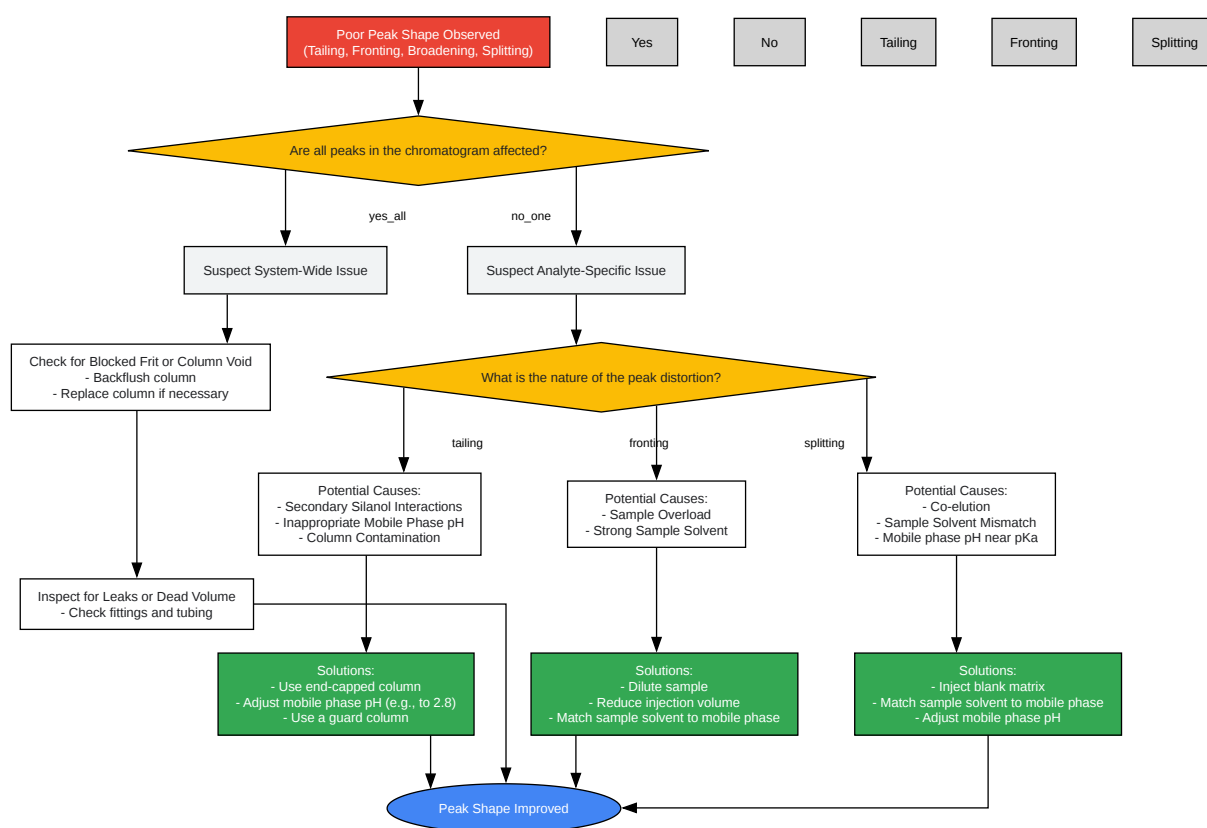 Poor Peak Shape Observed
(Tailing, Fronting, Broadening, Splitting)
Yes
No
Tailing
Fronting
Splitting
Are all peaks in the chromatogram affected?
yes_all
no_one
Suspect System-Wide Issue
Suspect Analyte-Specific Issue
Check for Blocked Frit or Column Void
- Backflush column
- Replace column if necessary
What is the nature of the peak distortion?
tailing
fronting
splitting
Potential Causes:
- Secondary Silanol Interactions
- Inappropriate Mobile Phase pH
- Column Contamination
Potential Causes:
- Sample Overload
- Strong Sample Solvent
Potential Causes:
- Co-elution
- Sample Solvent Mismatch
- Mobile phase pH near pKa
Inspect for Leaks or Dead Volume
- Check fittings and tubing
Solutions:
- Use end-capped column
- Adjust mobile phase pH (e.g., to 2.8)
- Use a guard column
Solutions:
- Dilute sample
- Reduce injection volume
- Match sample solvent to mobile phase
Solutions:
- Inject blank matrix
- Match sample solvent to mobile phase
- Adjust mobile phase pH
Peak Shape Improved